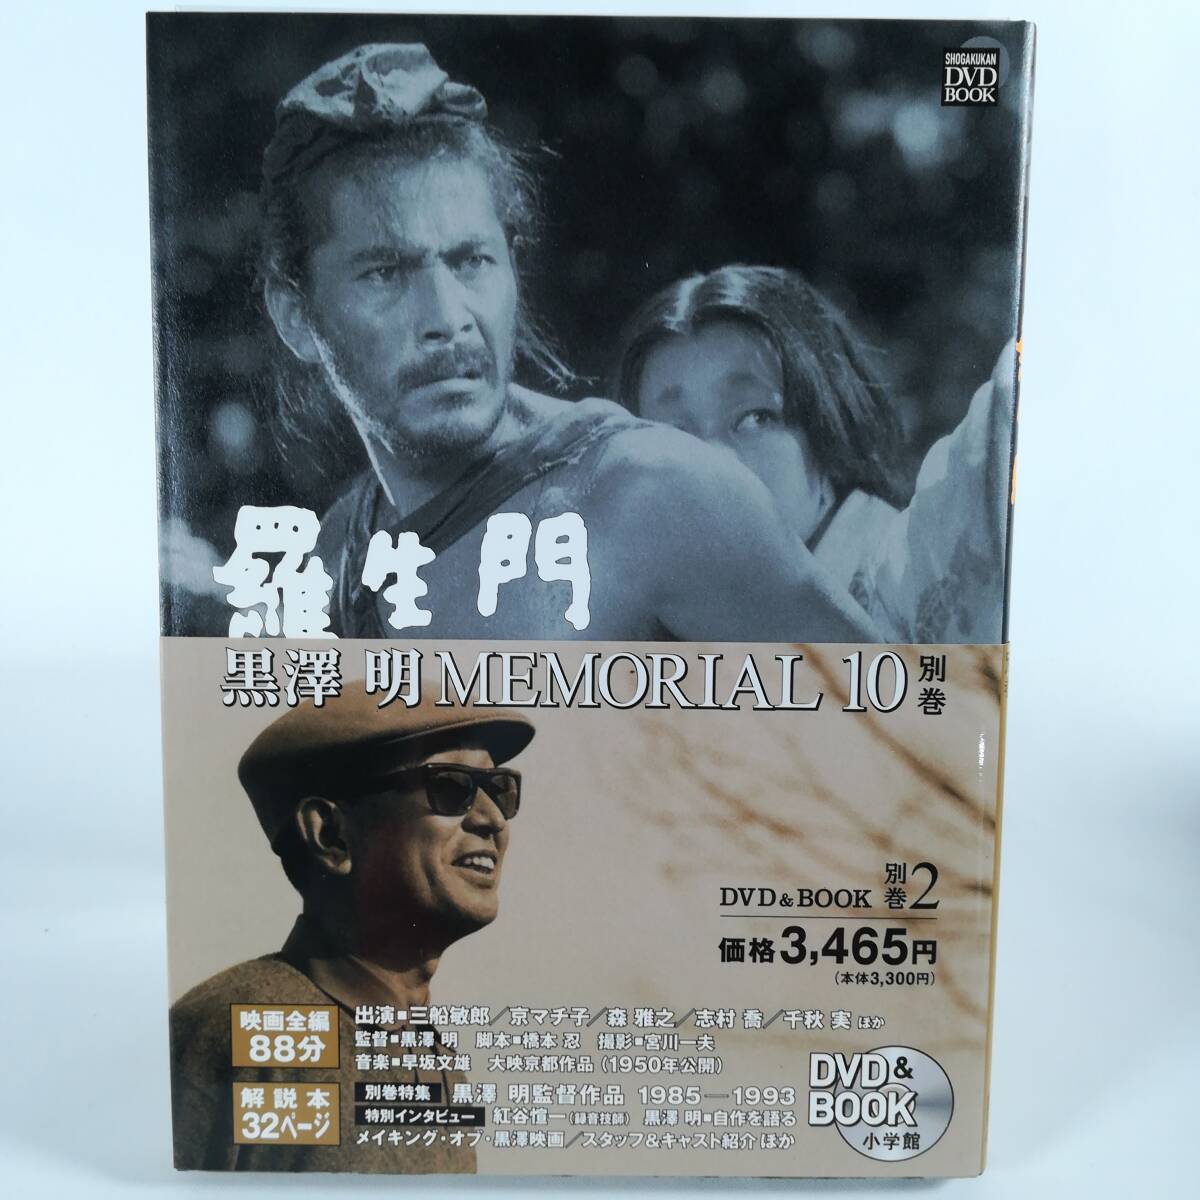 SHOGAKUKAN
DVD
BOOK
羅生門
黒澤 明 MEMORIAL 10 別巻
DVD & BOOK 別巻2
価格3,465円
(本体3,300円)
映画全編
88分
出演■三船敏郎/京マチ子/森 雅之/志村 喬/千秋 実 ほか
監督■黒澤 明 脚本■橋本 忍 撮影■宮川一夫
音楽■早坂文雄 大映京都作品(1950年公開)
解説本
32ページ
別巻特集 黒澤 明監督作品 1985―1993
特別インタビュー 紅谷愃一(録音技師) 黒澤 明■自作を語る
メイキング・オブ・黒澤映画/スタッフ&キャスト紹介 ほか
DVD &
BOOK
小学館